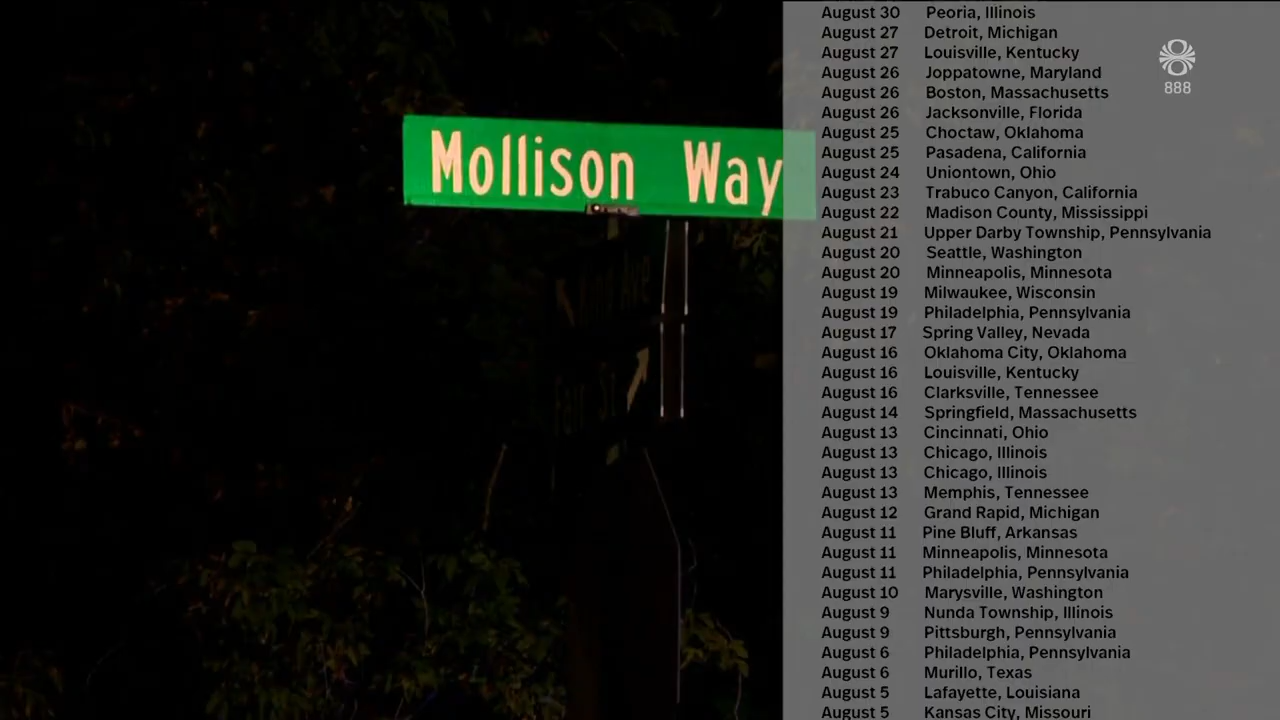 Mollison Way
Fair St
888
August 30 Peoria, Illinois
August 27 Detroit, Michigan
August 27 Louisville, Kentucky
August 26 Joppatowne, Maryland
August 26 Boston, Massachusetts
August 26 Jacksonville, Florida
August 25 Choctaw, Oklahoma
August 25 Pasadena, California
August 24 Uniontown, Ohio
August 23 Trabuco Canyon, California
August 22 Madison County, Mississippi
August 21 Upper Darby Township, Pennsylvania
August 20 Seattle, Washington
August 20 Minneapolis, Minnesota
August 19 Milwaukee, Wisconsin
August 19 Philadelphia, Pennsylvania
August 17 Spring Valley, Nevada
August 16 Oklahoma City, Oklahoma
August 16 Louisville, Kentucky
August 16 Clarksville, Tennessee
August 14 Springfield, Massachusetts
August 13 Cincinnati, Ohio
August 13 Chicago, Illinois
August 13 Chicago, Illinois
August 13 Memphis, Tennessee
August 12 Grand Rapid, Michigan
August 11 Pine Bluff, Arkansas
August 11 Minneapolis, Minnesota
August 11 Philadelphia, Pennsylvania
August 10 Marysville, Washington
August 9 Nunda Township, Illinois
August 9 Pittsburgh, Pennsylvania
August 6 Philadelphia, Pennsylvania
August 6 Murillo, Texas
August 5 Lafayette, Louisiana
August 5 Kansas City, Missouri